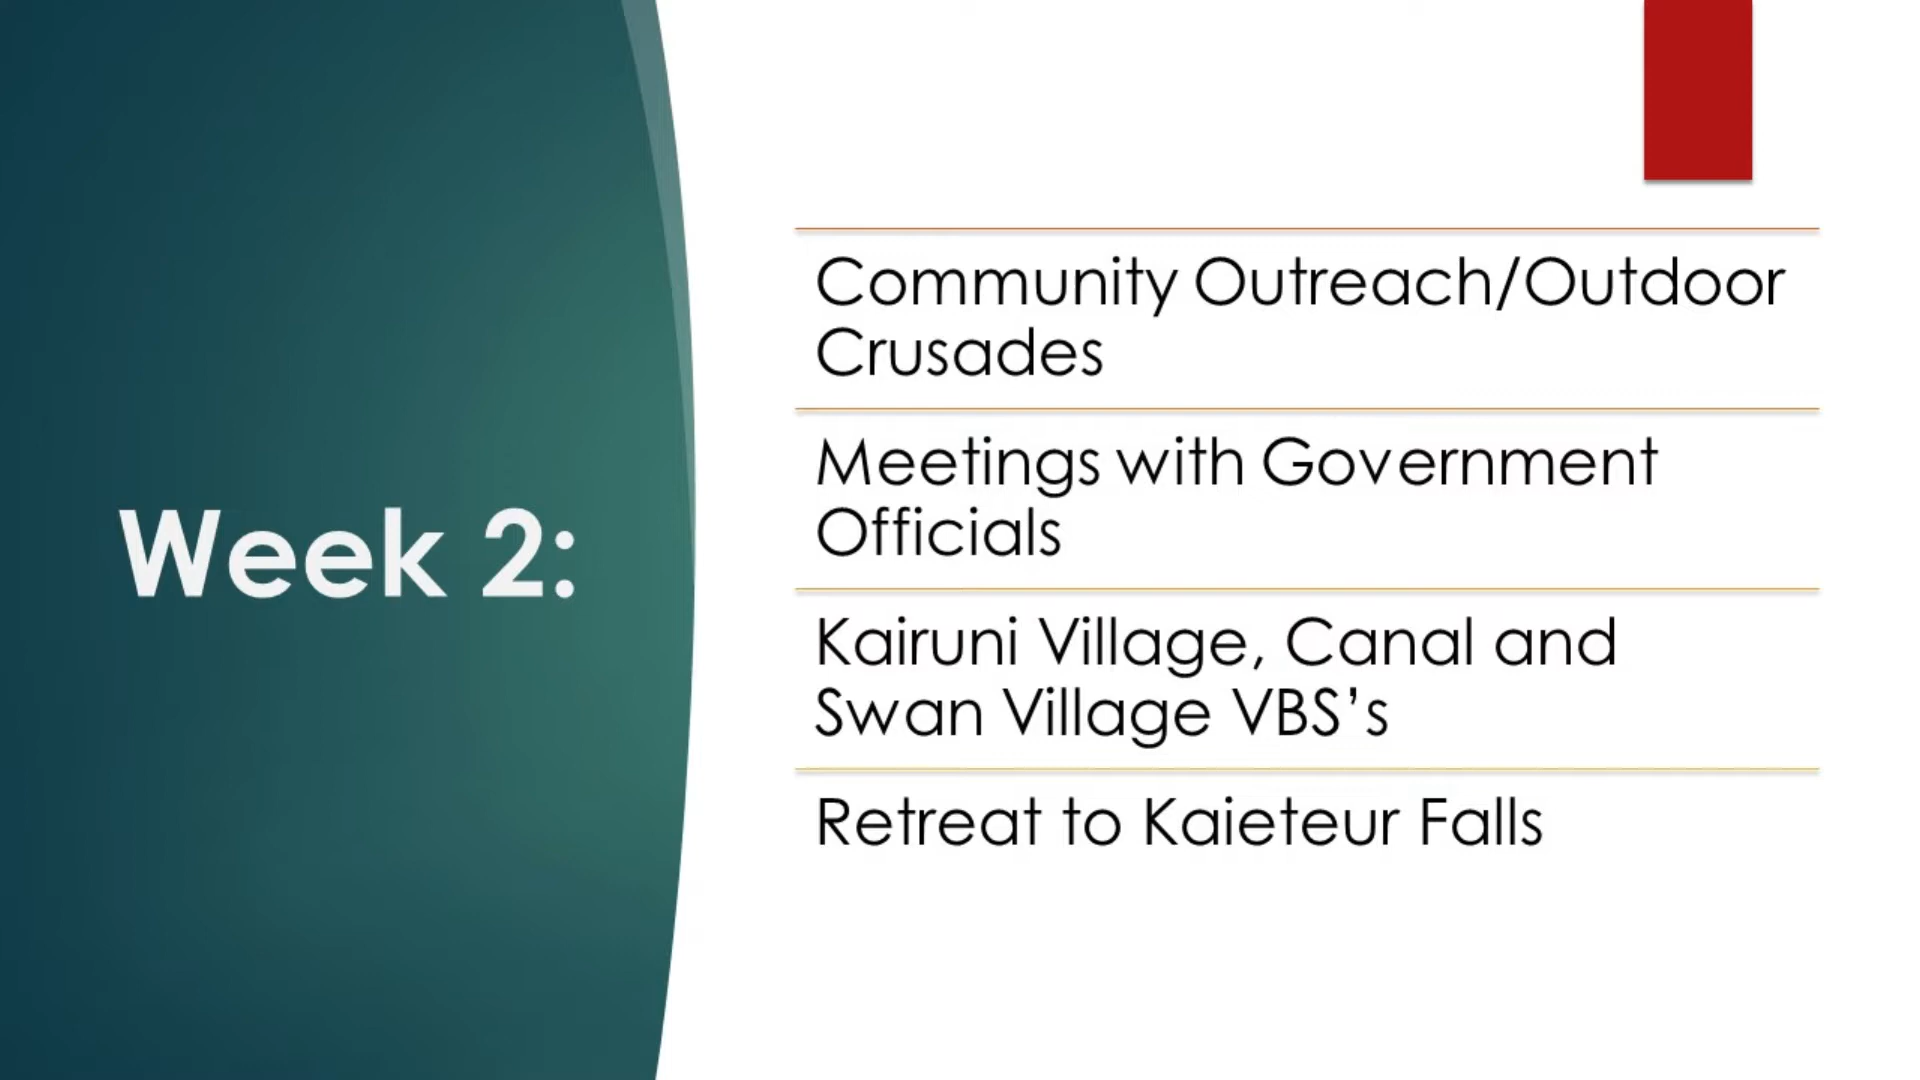 Week 2:
Community Outreach/Outdoor
Crusades
Meetings with Government
Officials
Kairuni Village, Canal and
Swan Village VBS’s
Retreat to Kaieteur Falls